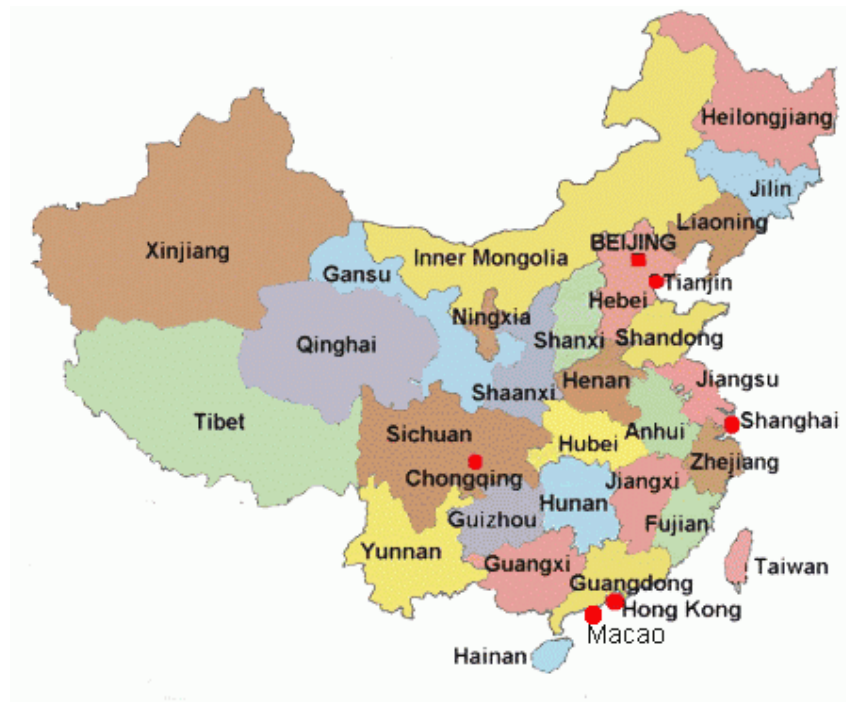 Heilongjiang
Jilin
Liaoning
BEIJING
Xinjiang
Inner Mongolia
Gansu
Tianjin
Hebei
Ningxia
Shanxi
Shandong
Qinghai
Henan
Jiangsu
Shaanxi
Tibet
Shanghai
Sichuan
Anhui
Hubei
Zhejiang
Chongqing
Jiangxi
Hunan
Guizhou
Fujian
Yunnan
Guangxi
Taiwan
Guangdong
Hong Kong
Macao
Hainan